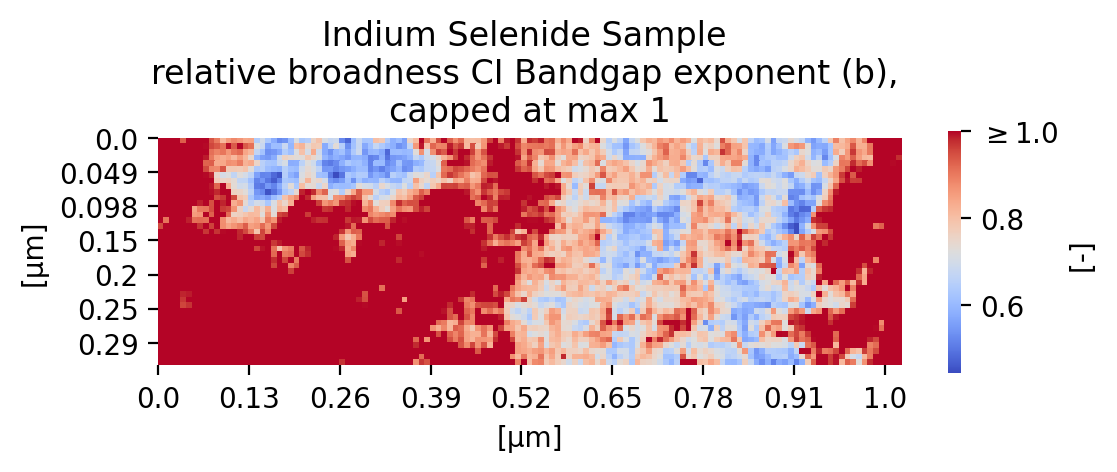 Indium Selenide Sample
relative broadness CI Bandgap exponent (b),
capped at max 1
0.0
0.049
0.098
0.15
0.2
0.25
0.29
[µm]
0.0 0.13 0.26 0.39 0.52 0.65 0.78 0.91 1.0
[µm]
≥ 1.0
0.8
0.6
[-]